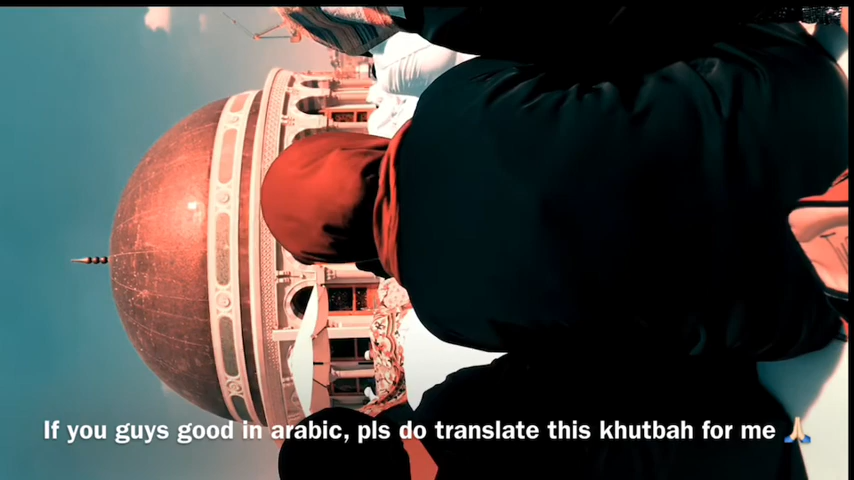 If you guys good in arabic, pls do translate this khutbah for me 🙏🏻